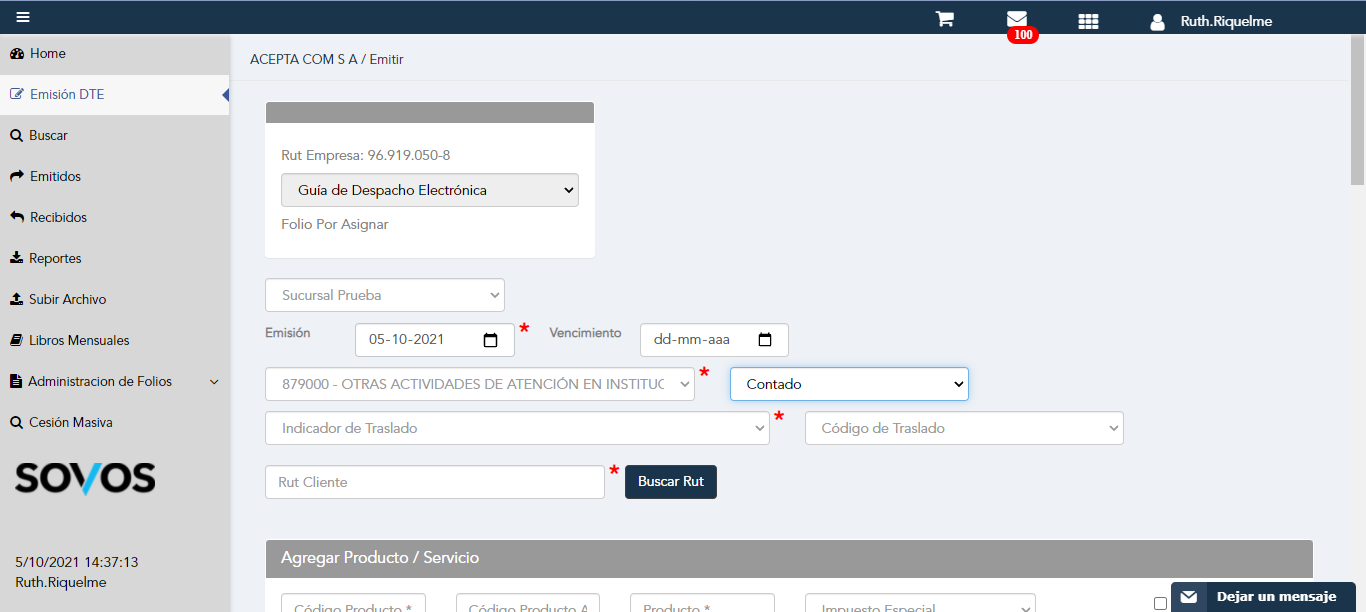 Ruth.Riquelme
100
Home
Emisión DTE
Buscar
Emitidos
Recibidos
Reportes
Subir Archivo
Libros Mensuales
Administracion de Folios
Cesión Masiva
SOVOS
5/10/2021 14:37:13
Ruth.Riquelme
ACEPTA COM S A / Emitir
Rut Empresa: 96.919.050-8
Guía de Despacho Electrónica
Folio Por Asignar
Sucursal Prueba
Emisión 05-10-2021 * Vencimiento dd-mm-aaa
879000 - OTRAS ACTIVIDADES DE ATENCIÓN EN INSTITUC * Contado
Indicador de Traslado * Código de Traslado
Rut Cliente * Buscar Rut
Agregar Producto / Servicio
Código Producto * Código Producto A Producto * Impuesto Especial
Dejar un mensaje